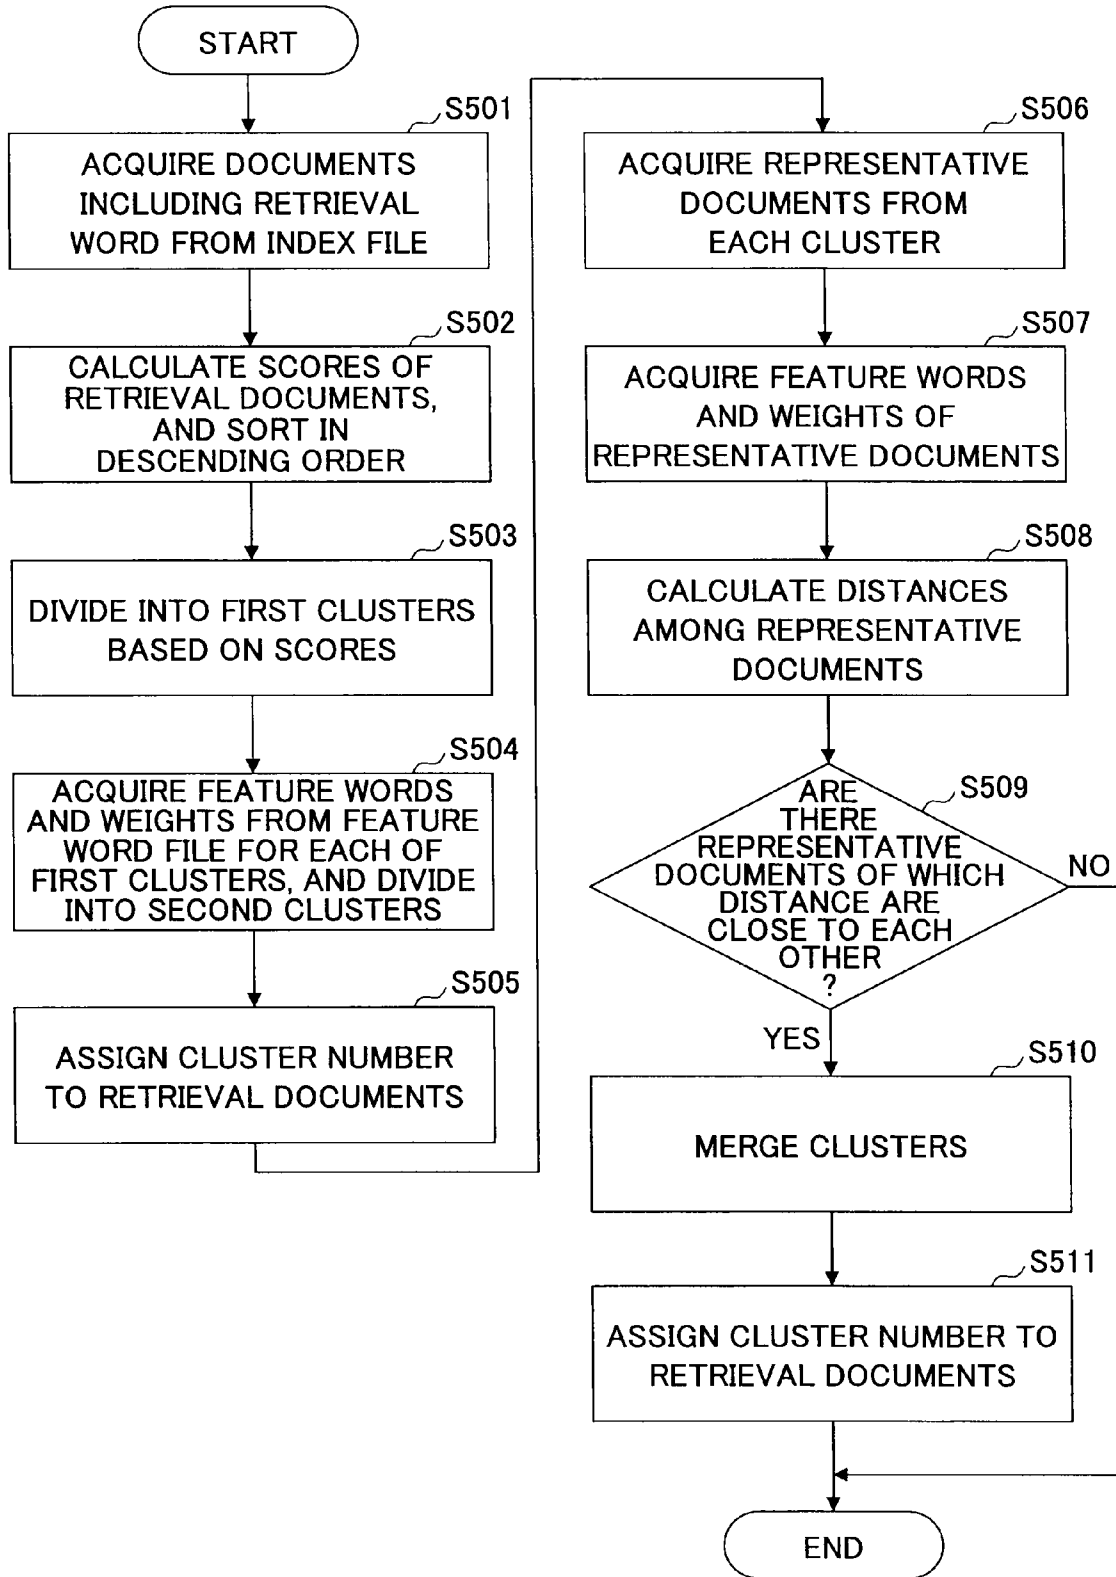 START
S501
ACQUIRE DOCUMENTS
INCLUDING RETRIEVAL
WORD FROM INDEX FILE
S502
CALCULATE SCORES OF
RETRIEVAL DOCUMENTS,
AND SORT IN
DESCENDING ORDER
S503
DIVIDE INTO FIRST CLUSTERS
BASED ON SCORES
S504
ACQUIRE FEATURE WORDS
AND WEIGHTS FROM FEATURE
WORD FILE FOR EACH OF
FIRST CLUSTERS, AND DIVIDE
INTO SECOND CLUSTERS
S505
ASSIGN CLUSTER NUMBER
TO RETRIEVAL DOCUMENTS
S506
ACQUIRE REPRESENTATIVE
DOCUMENTS FROM
EACH CLUSTER
S507
ACQUIRE FEATURE WORDS
AND WEIGHTS OF
REPRESENTATIVE DOCUMENTS
S508
CALCULATE DISTANCES
AMONG REPRESENTATIVE
DOCUMENTS
S509
ARE
THERE
REPRESENTATIVE
DOCUMENTS OF WHICH
DISTANCE ARE
CLOSE TO EACH
OTHER
?
NO
YES
S510
MERGE CLUSTERS
S511
ASSIGN CLUSTER NUMBER TO
RETRIEVAL DOCUMENTS
END